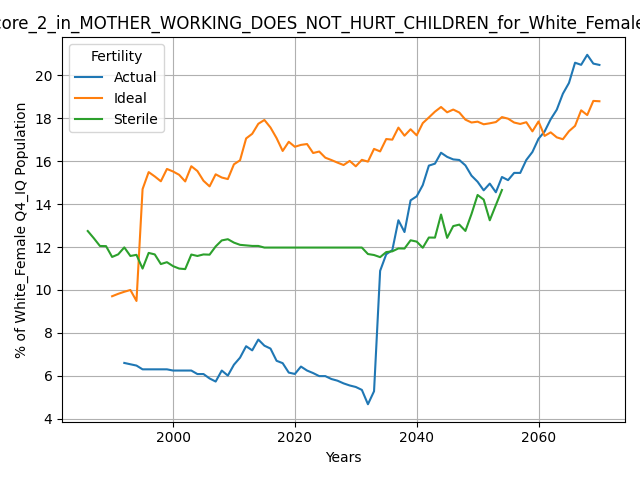 core_2_in_MOTHER_WORKING_DOES_NOT_HURT_CHILDREN_for_White_Female
Fertility
Actual
Ideal
Sterile
% of White_Female Q4_IQ Population
20
18
16
14
12
10
8
6
4
2000
2020
2040
2060
Years